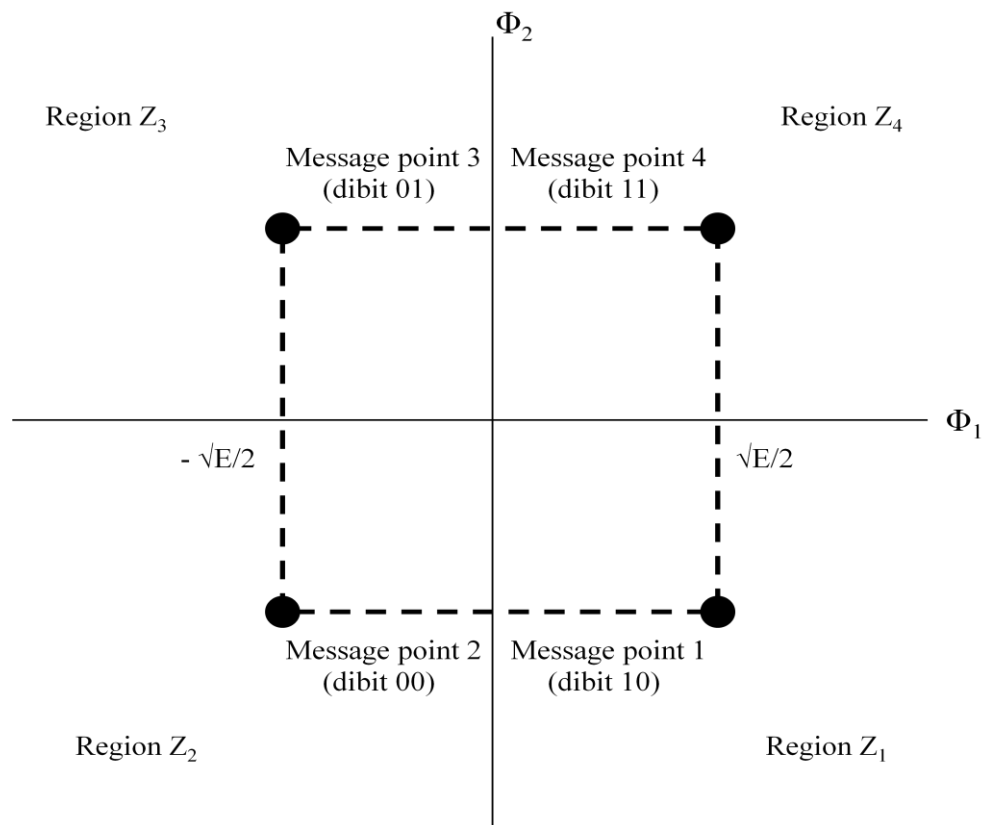 Φ₂
Region Z₃
Region Z₄
Message point 3
(dibit 01)
Message point 4
(dibit 11)
Φ₁
- √E/2
√E/2
Message point 2
(dibit 00)
Message point 1
(dibit 10)
Region Z₂
Region Z₁